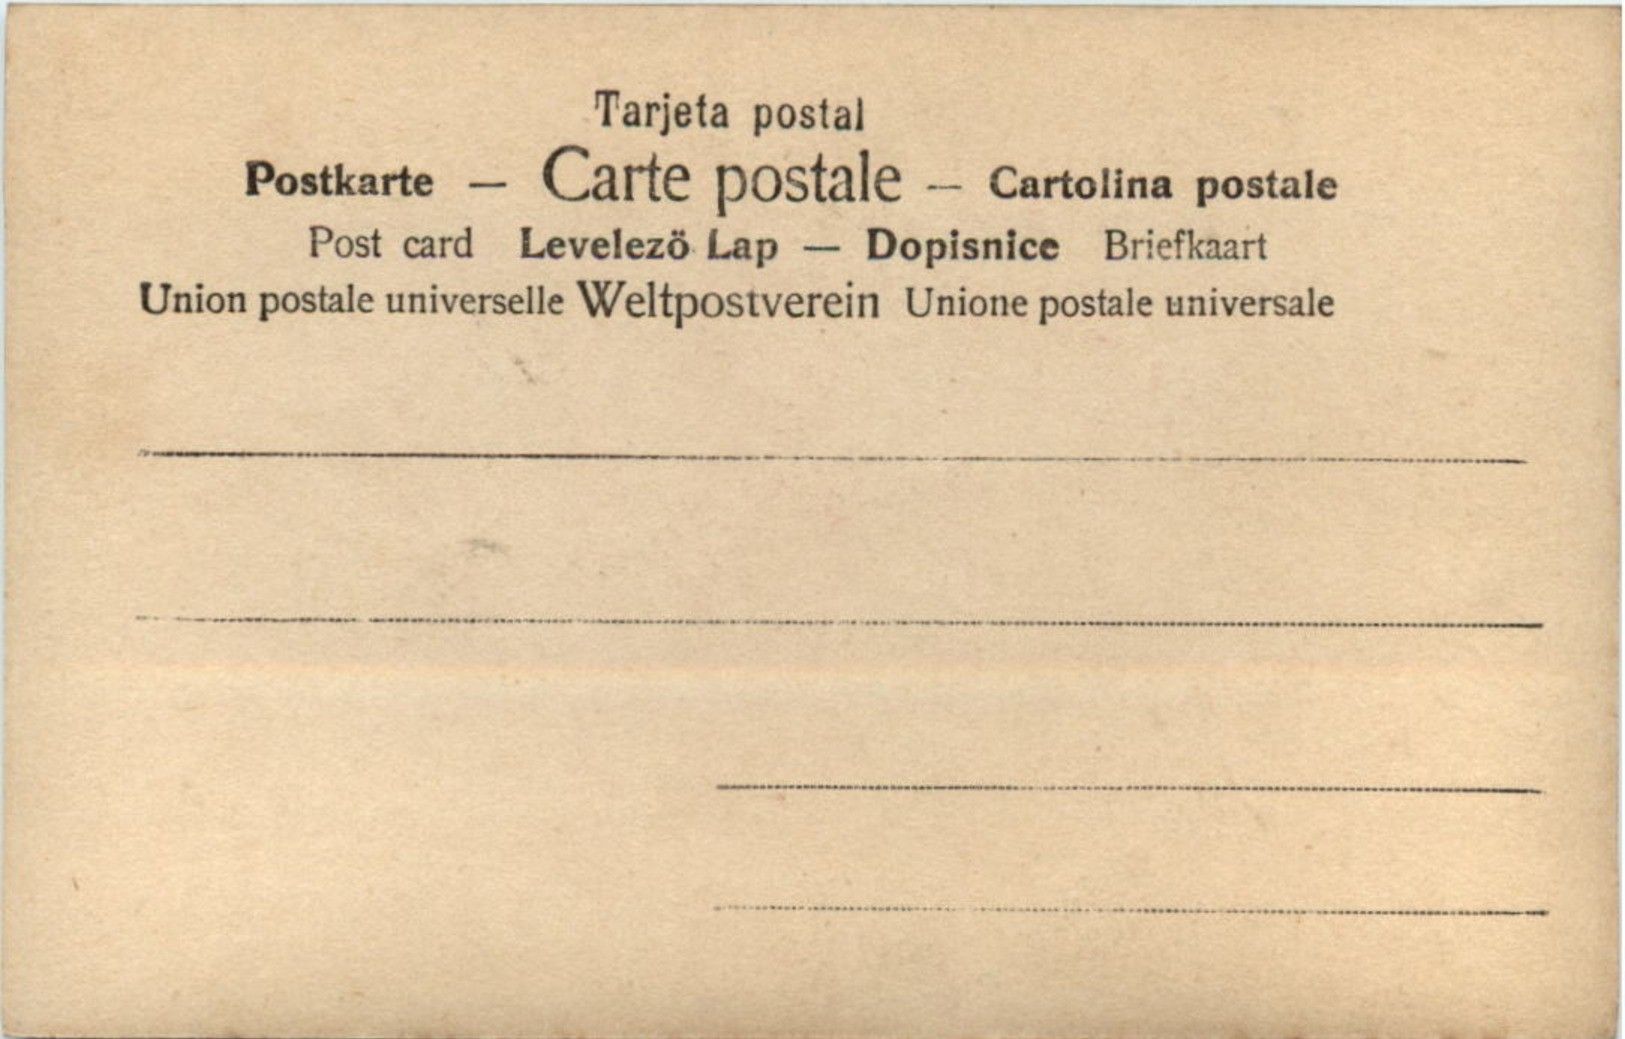 Tarjeta postal
Postkarte — Carte postale — Cartolina postale
Post card Levelezö Lap — Dopisnice Briefkaart
Union postale universelle Weltpostverein Unione postale universale